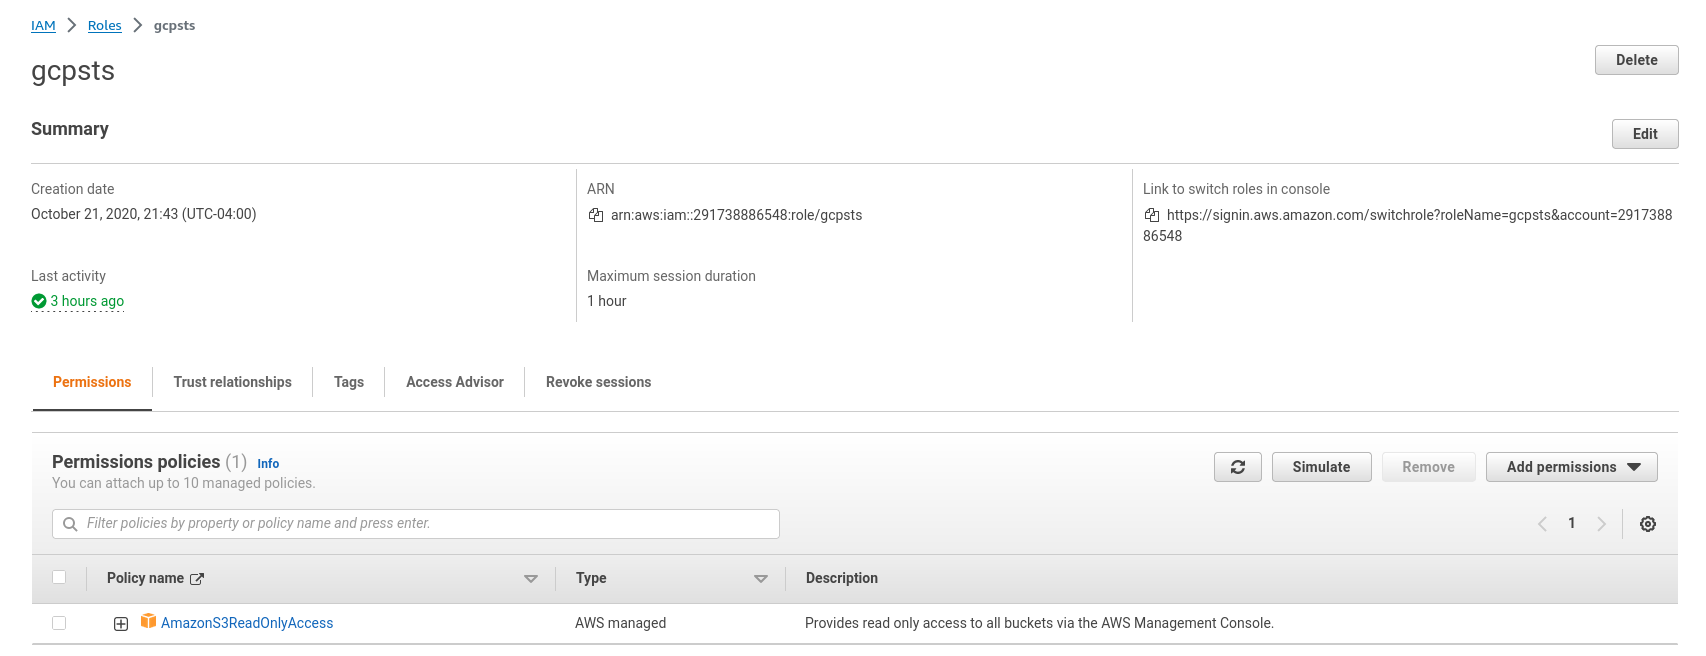 IAM > Roles > gcpsts
gcpsts
Delete
Summary
Edit
Creation date
October 21, 2020, 21:43 (UTC-04:00)
ARN
arn:aws:iam::291738886548:role/gcpsts
Link to switch roles in console
https://signin.aws.amazon.com/switchrole?roleName=gcpsts&account=2917388
86548
Last activity
3 hours ago
Maximum session duration
1 hour
Permissions
Trust relationships
Tags
Access Advisor
Revoke sessions
Permissions policies (1) Info
You can attach up to 10 managed policies.
Simulate
Remove
Add permissions
Filter policies by property or policy name and press enter.
1
Policy name
Type
Description
AmazonS3ReadOnlyAccess
AWS managed
Provides read only access to all buckets via the AWS Management Console.